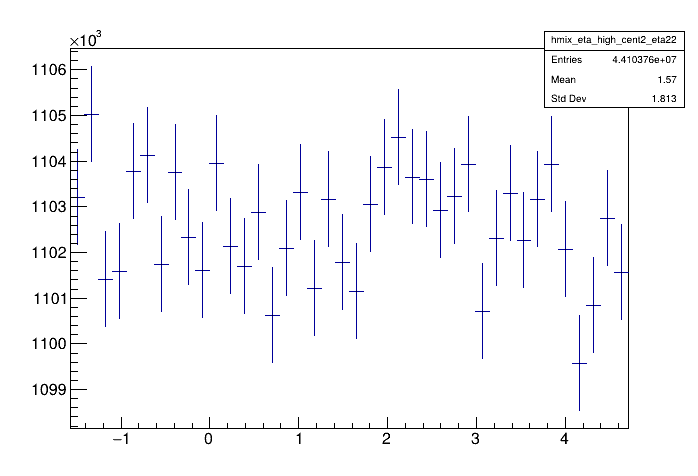 ×10³
hmix_eta_high_cent2_eta22
Entries 4.410376e+07
Mean 1.57
Std Dev 1.813
1106
1105
1104
1103
1102
1101
1100
1099
−1 0 1 2 3 4